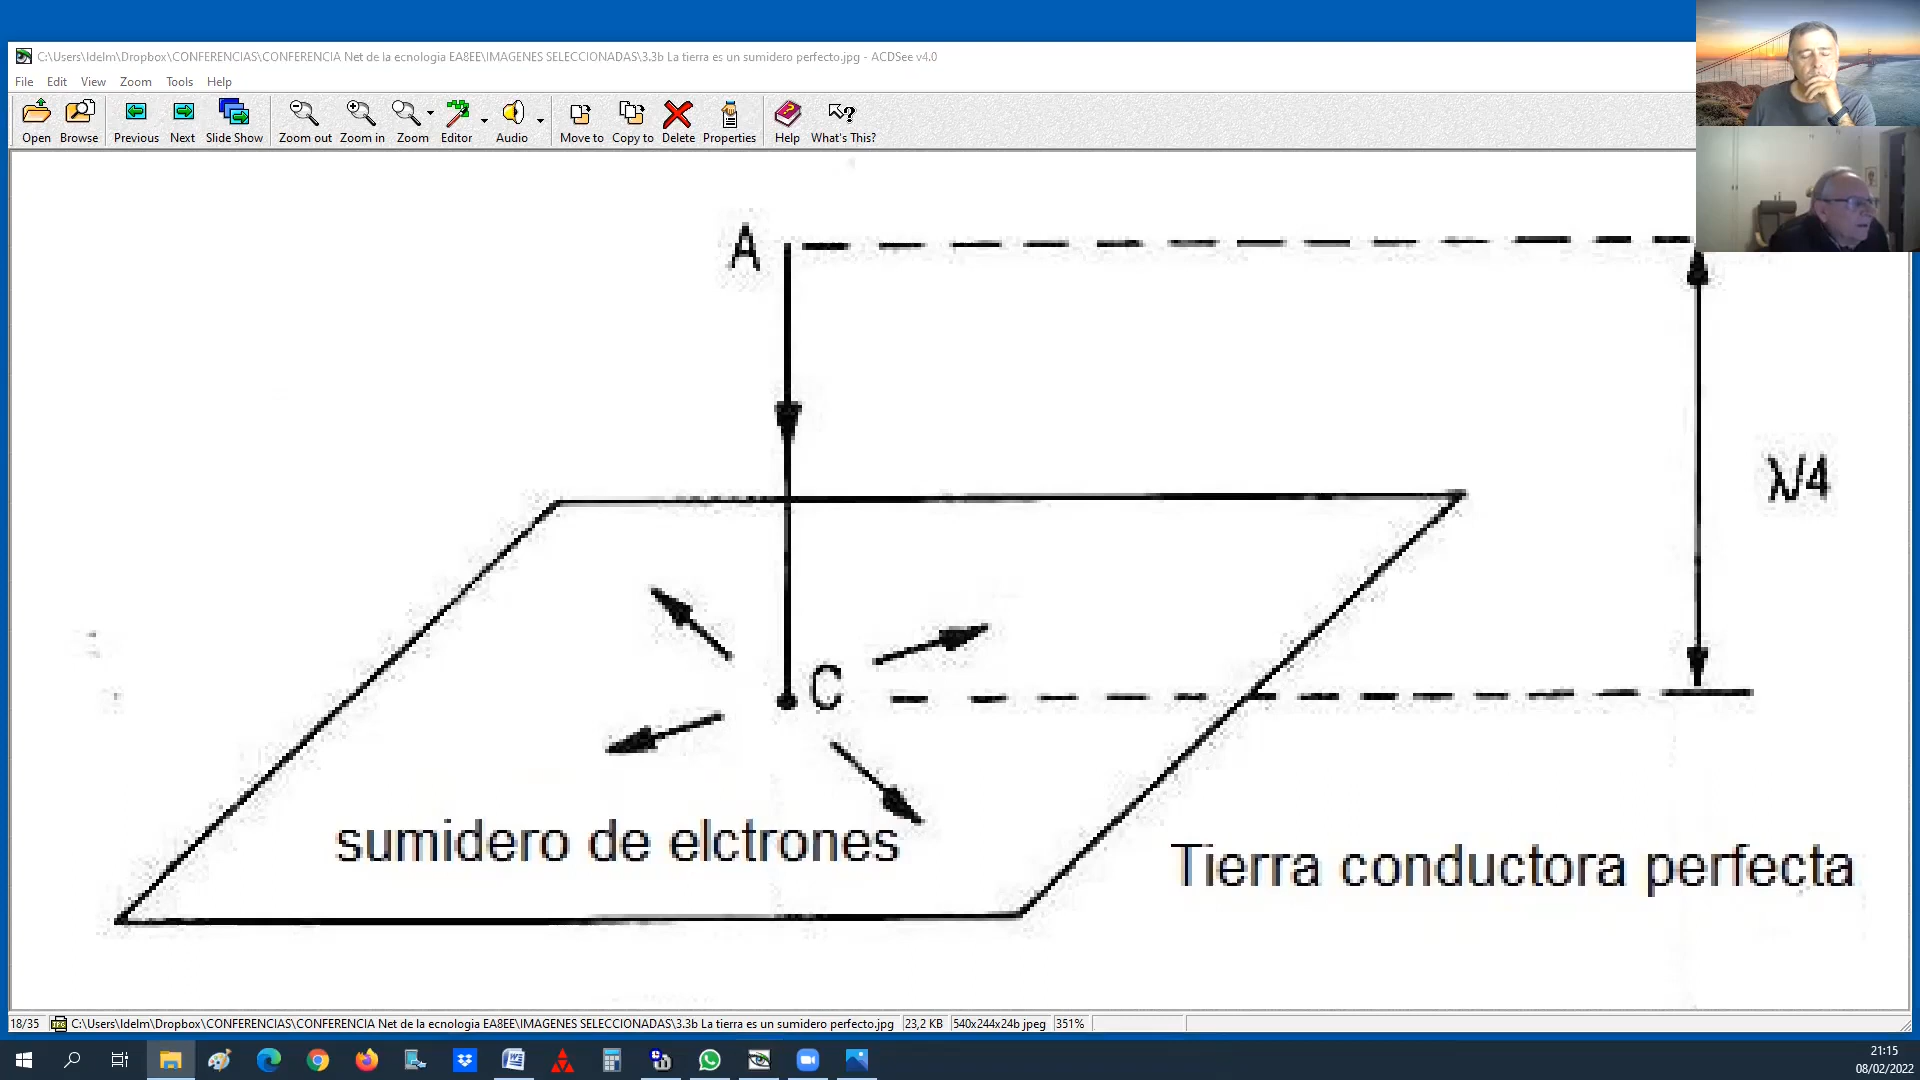 C:\Users\Idelm\Dropbox\CONFERENCIAS\CONFERENCIA Net de la ecnologia EA8EE\IMAGENES SELECCIONADAS\3.3b La tierra es un sumidero perfecto.jpg - ACDSee v4.0
File Edit View Zoom Tools Help
Open Browse Previous Next Slide Show Zoom out Zoom in Zoom Editor Audio Move to Copy to Delete Properties Help What's This?
A
λ/4
C
sumidero de elctrones
Tierra conductora perfecta
18/35 C:\Users\Idelm\Dropbox\CONFERENCIAS\CONFERENCIA Net de la ecnologia EA8EE\IMAGENES SELECCIONADAS\3.3b La tierra es un sumidero perfecto.jpg 23,2 KB 540x244x24b jpeg 351%
21:15
08/02/2022